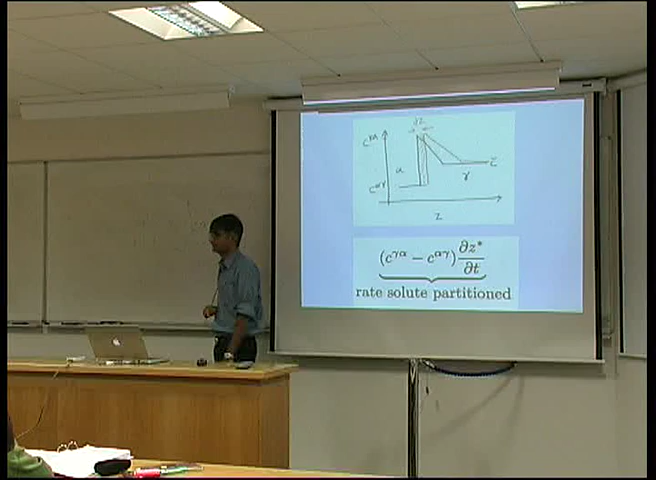 ∂Z
c^γα
α
c̄
γ
c^αγ
Z
(c^γα − c^αγ) ∂z*/∂t
rate solute partitioned